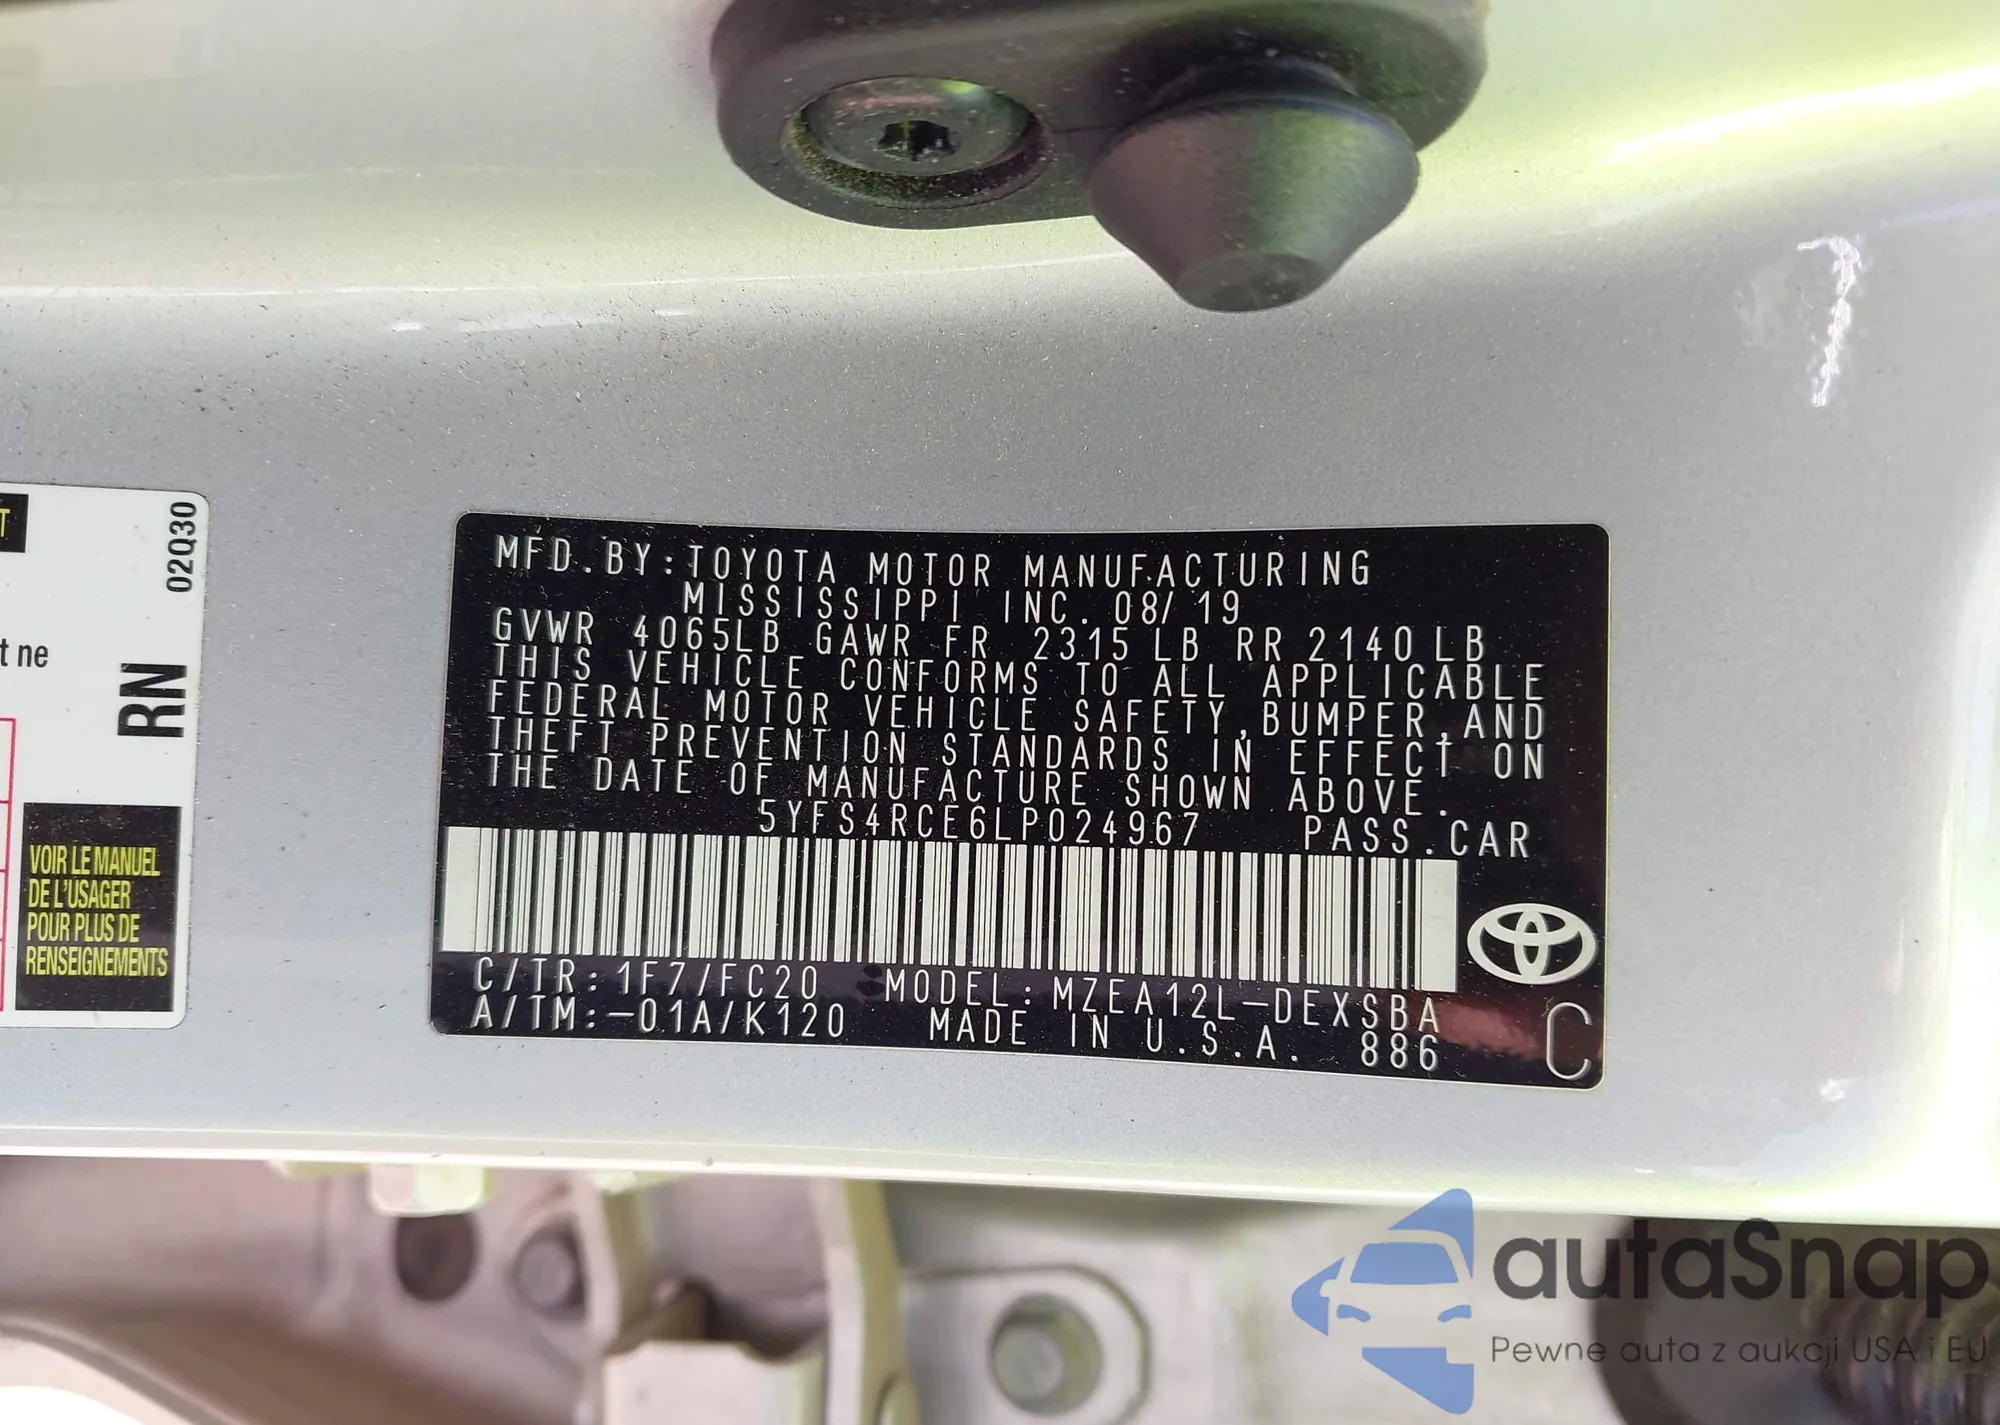 T
02Q30
t ne
RN
VOIR LE MANUEL
DE L'USAGER
POUR PLUS DE
RENSEIGNEMENTS
MFD.BY:TOYOTA MOTOR MANUFACTURING
MISSISSIPPI INC. 08/19
GVWR 4065LB GAWR FR 2315LB RR 2140LB
THIS VEHICLE CONFORMS TO ALL APPLICABLE
FEDERAL MOTOR VEHICLE SAFETY,BUMPER,AND
THEFT PREVENTION STANDARDS IN EFFECT ON
THE DATE OF MANUFACTURE SHOWN ABOVE.
5YFS4RCE6LP024967 PASS.CAR
C/TR:1F7/FC20 MODEL:MZEA12L-DEXSBA
A/TM:-01A/K120 MADE IN U.S.A. 886
C
autaSnap
Pewne auta z aukcji USA i EU